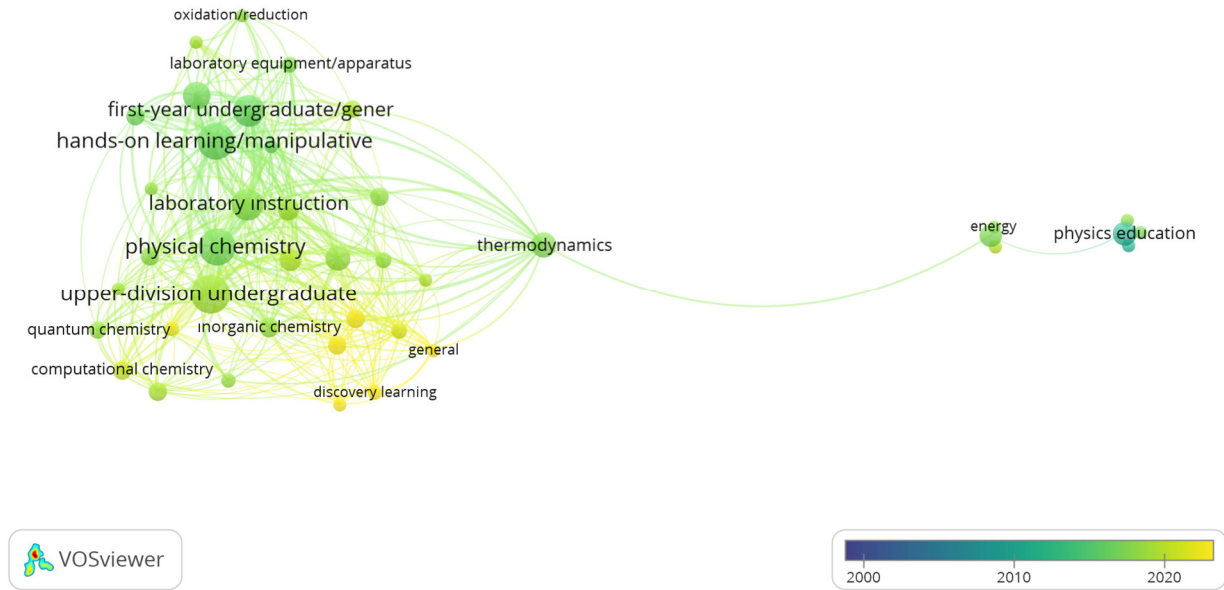 oxidation/reduction
laboratory equipment/apparatus
first-year undergraduate/gener
hands-on learning/manipulative
laboratory instruction
physical chemistry
thermodynamics
energy
physics education
upper-division undergraduate
quantum chemistry
inorganic chemistry
general
computational chemistry
discovery learning
VOSviewer
2000
2010
2020